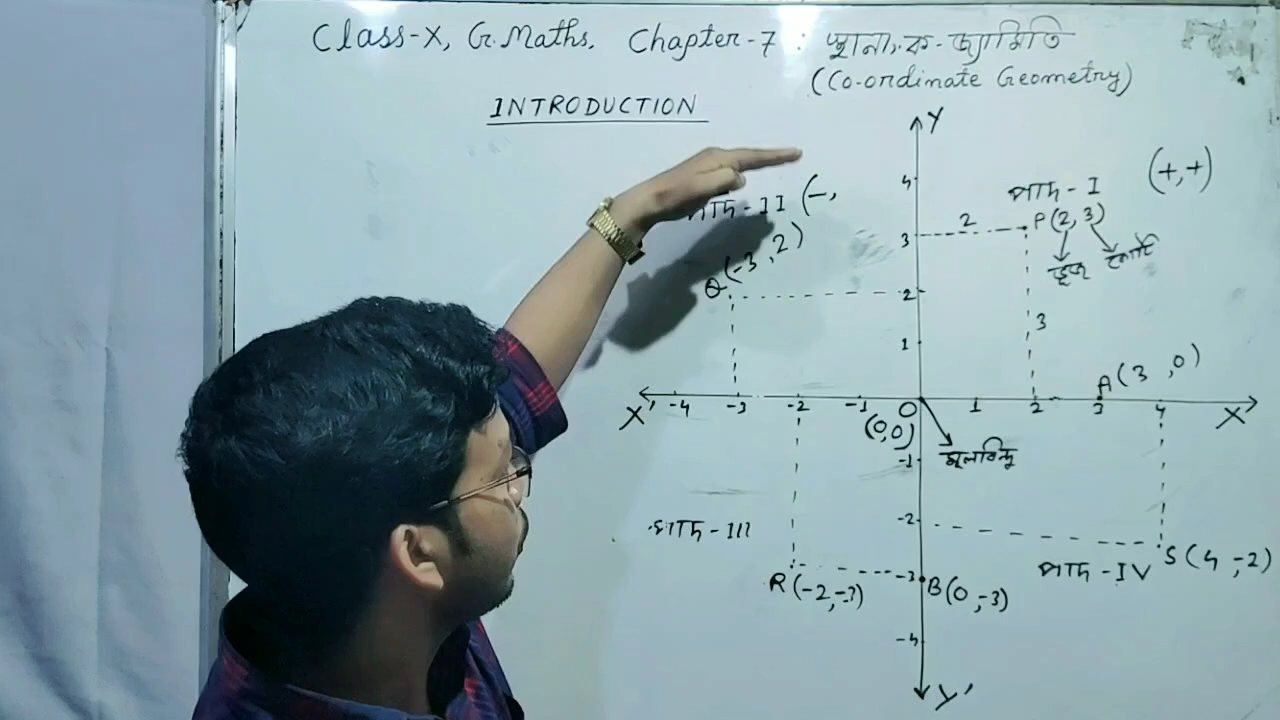 Class-X, G. Maths. Chapter-7 : স্থানাংক জ্যামিতি
(Co-ordinate Geometry)
INTRODUCTION
Y
4
পাদ-I (+,+)
পাদ-II (-,
P(2, 3)
2
3
ভুজ কোটি
Q(-3, 2)
2
3
1
A(3, 0)
X' -4 -3 -2 -1 O 1 2 3 4 X
(0,0)
মূলবিন্দু
-1
-2
পাদ-III
S(4, -2)
পাদ-IV
R(-2,-3)
-3 B(0,-3)
-4
Y'